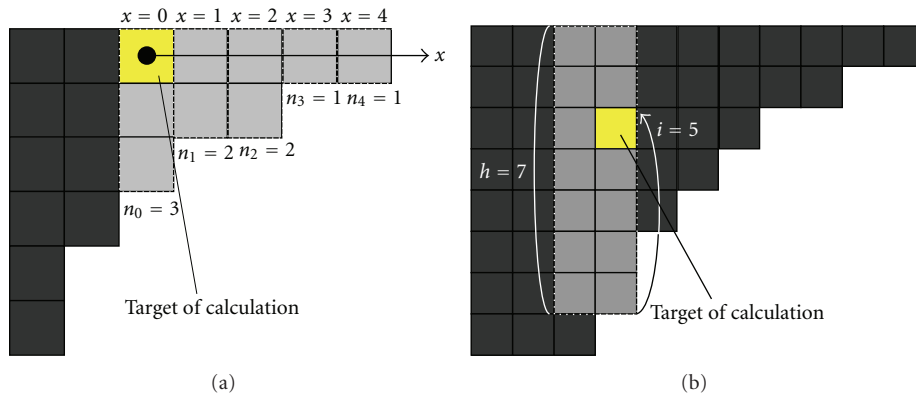 x = 0 x = 1 x = 2 x = 3 x = 4
x
n₃ = 1 n₄ = 1
n₁ = 2 n₂ = 2
n₀ = 3
Target of calculation
(a)
i = 5
h = 7
Target of calculation
(b)